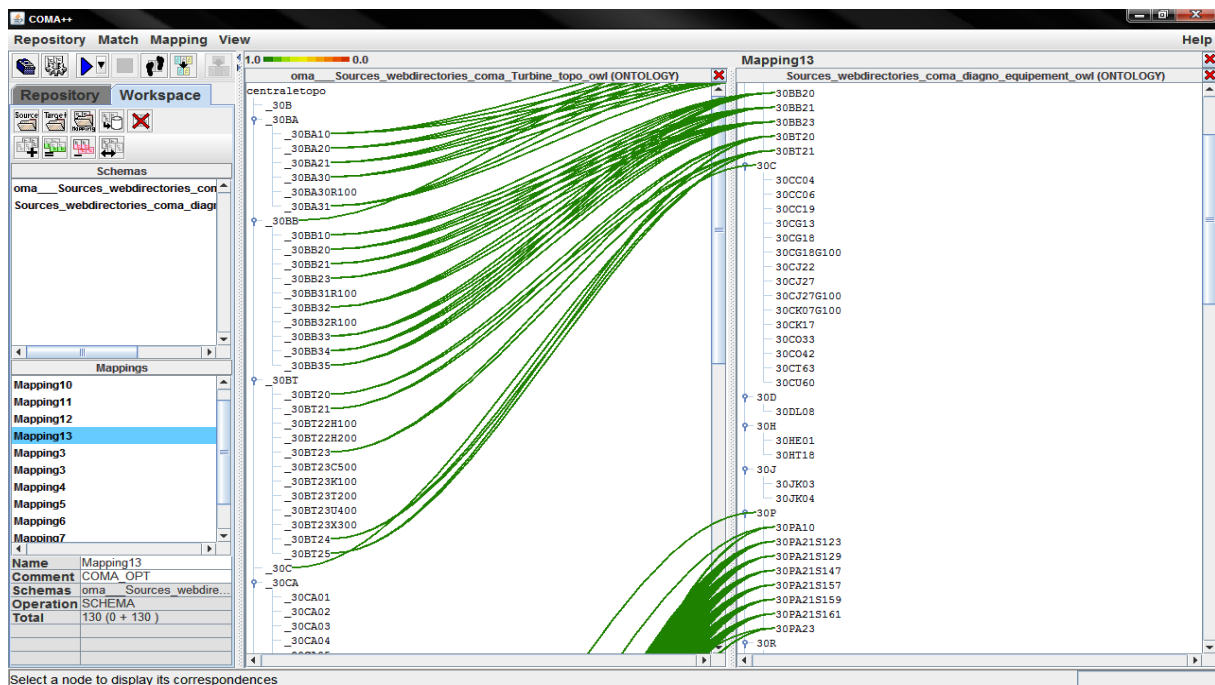 COMA++
Repository Match Mapping View
Help
1.0 0.0
Mapping13
oma___Sources_webdirectories_coma_Turbine_topo_owl (ONTOLOGY)
Sources_webdirectories_coma_diagno_equipement_owl (ONTOLOGY)
Repository Workspace
Source Target
Schemas
oma___Sources_webdirectories_con
Sources_webdirectories_coma_diagr
Mappings
Mapping10
Mapping11
Mapping12
Mapping13
Mapping3
Mapping3
Mapping4
Mapping5
Mapping6
Mapping7
Name Mapping13
Comment COMA_OPT
Schemas oma___Sources_webdire...
Operation SCHEMA
Total 130 (0 + 130 )
centraletopo
_30B
_30BA
_30BA10
_30BA20
_30BA21
_30BA30
_30BA30R100
_30BA31
_30BB
_30BB10
_30BB20
_30BB21
_30BB23
_30BB31R100
_30BB32
_30BB32R100
_30BB33
_30BB34
_30BB35
_30BT
_30BT20
_30BT21
_30BT22H100
_30BT22H200
_30BT23
_30BT23C500
_30BT23K100
_30BT23T200
_30BT23U400
_30BT23X300
_30BT24
_30BT25
_30C
_30CA
_30CA01
_30CA02
_30CA03
_30CA04
30BB20
30BB21
30BB23
30BT20
30BT21
30C
30CC04
30CC06
30CC19
30CG13
30CG18
30CG18G100
30CJ22
30CJ27
30CJ27G100
30CK07G100
30CK17
30CO33
30CO42
30CT63
30CU60
30D
30DL08
30H
30HE01
30HT18
30J
30JK03
30JK04
30P
30PA10
30PA21S123
30PA21S129
30PA21S147
30PA21S157
30PA21S159
30PA21S161
30PA23
30R
Select a node to display its correspondences